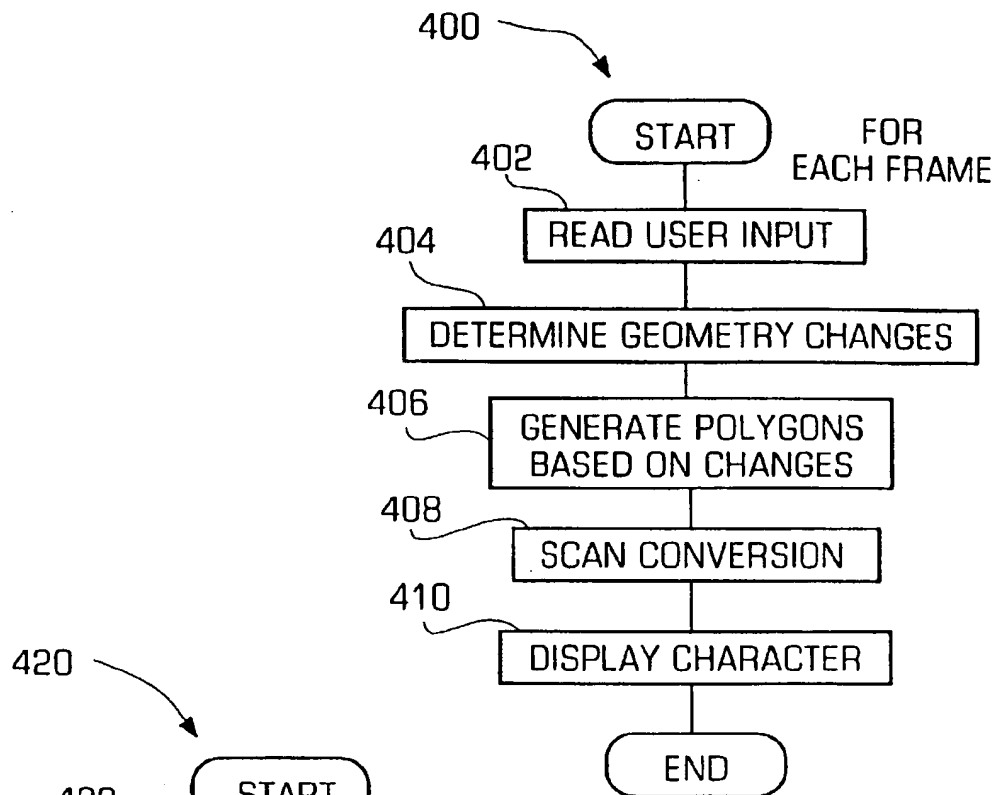 400
START
FOR
EACH FRAME
402
READ USER INPUT
404
DETERMINE GEOMETRY CHANGES
406
GENERATE POLYGONS
BASED ON CHANGES
408
SCAN CONVERSION
410
DISPLAY CHARACTER
END
420
START